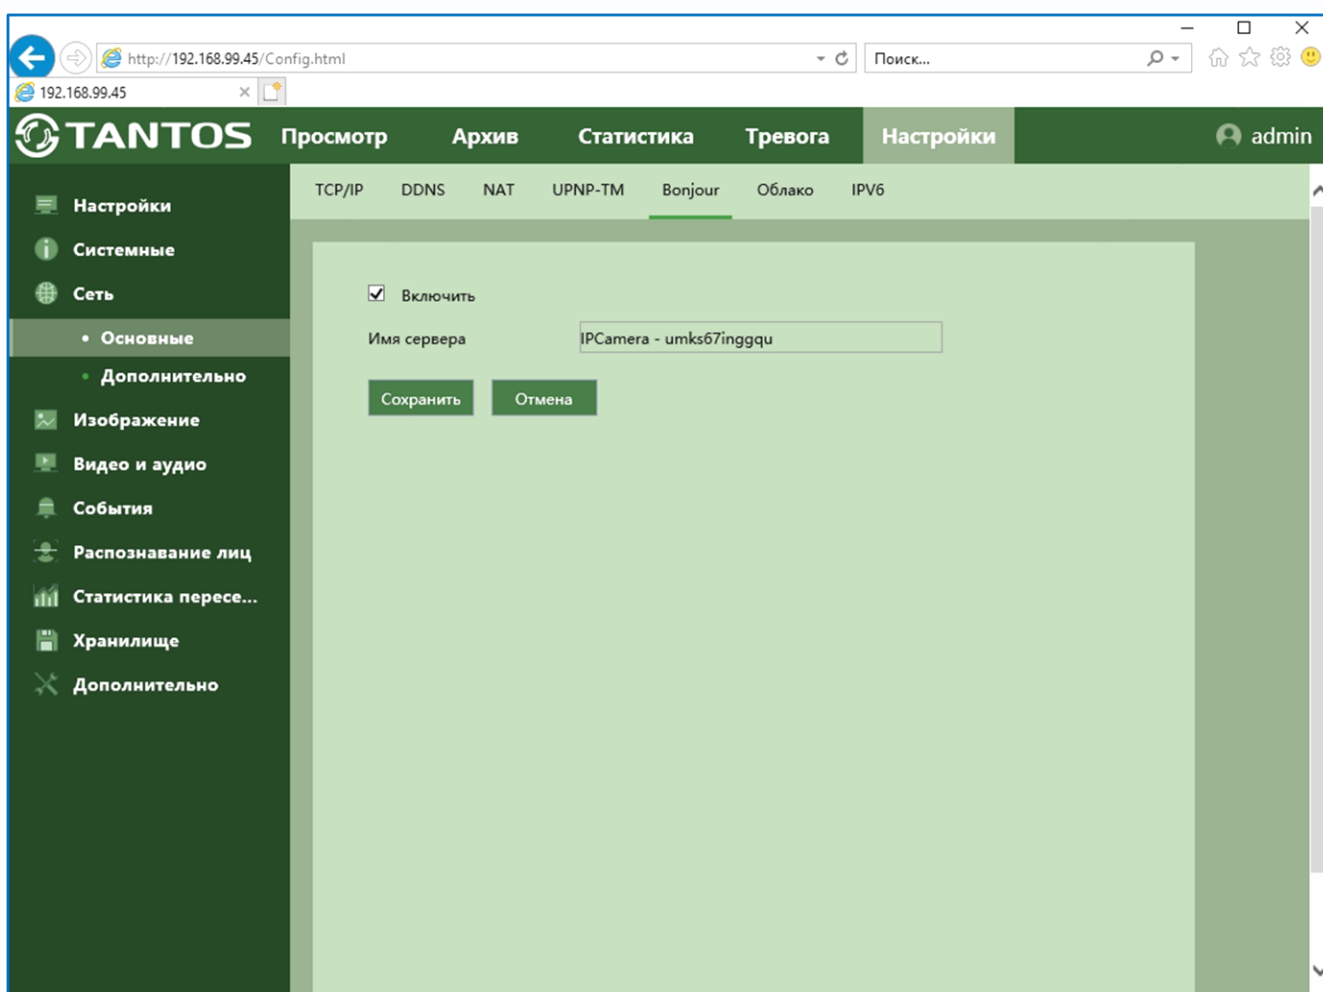 http://192.168.99.45/Config.html
Поиск...
192.168.99.45
TANTOS Просмотр Архив Статистика Тревога Настройки admin
TCP/IP DDNS NAT UPNP-TM Bonjour Облако IPV6
Настройки
Системные
Сеть
Основные
Дополнительно
Изображение
Видео и аудио
События
Распознавание лиц
Статистика пересе...
Хранилище
Дополнительно
Включить
Имя сервера IPCamera - umks67inggqu
Сохранить Отмена